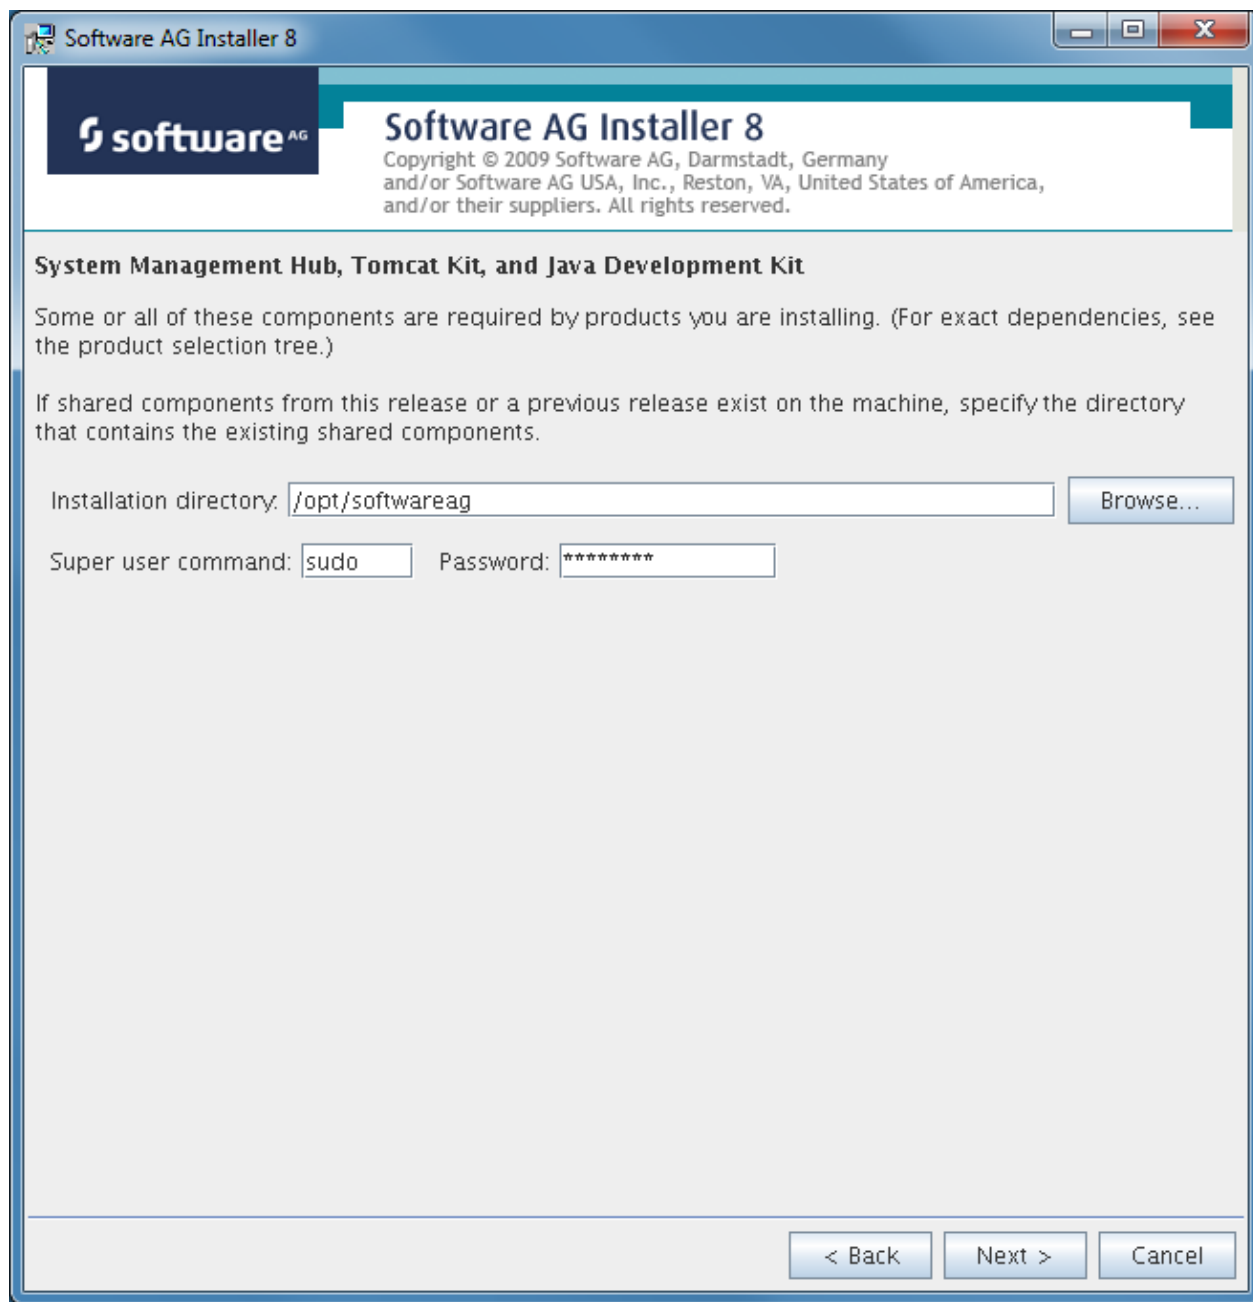 Software AG Installer 8
software AG
Software AG Installer 8
Copyright © 2009 Software AG, Darmstadt, Germany
and/or Software AG USA, Inc., Reston, VA, United States of America,
and/or their suppliers. All rights reserved.
System Management Hub, Tomcat Kit, and Java Development Kit
Some or all of these components are required by products you are installing. (For exact dependencies, see
the product selection tree.)
If shared components from this release or a previous release exist on the machine, specify the directory
that contains the existing shared components.
Installation directory: /opt/softwareag Browse...
Super user command: sudo Password: ********
< Back Next > Cancel